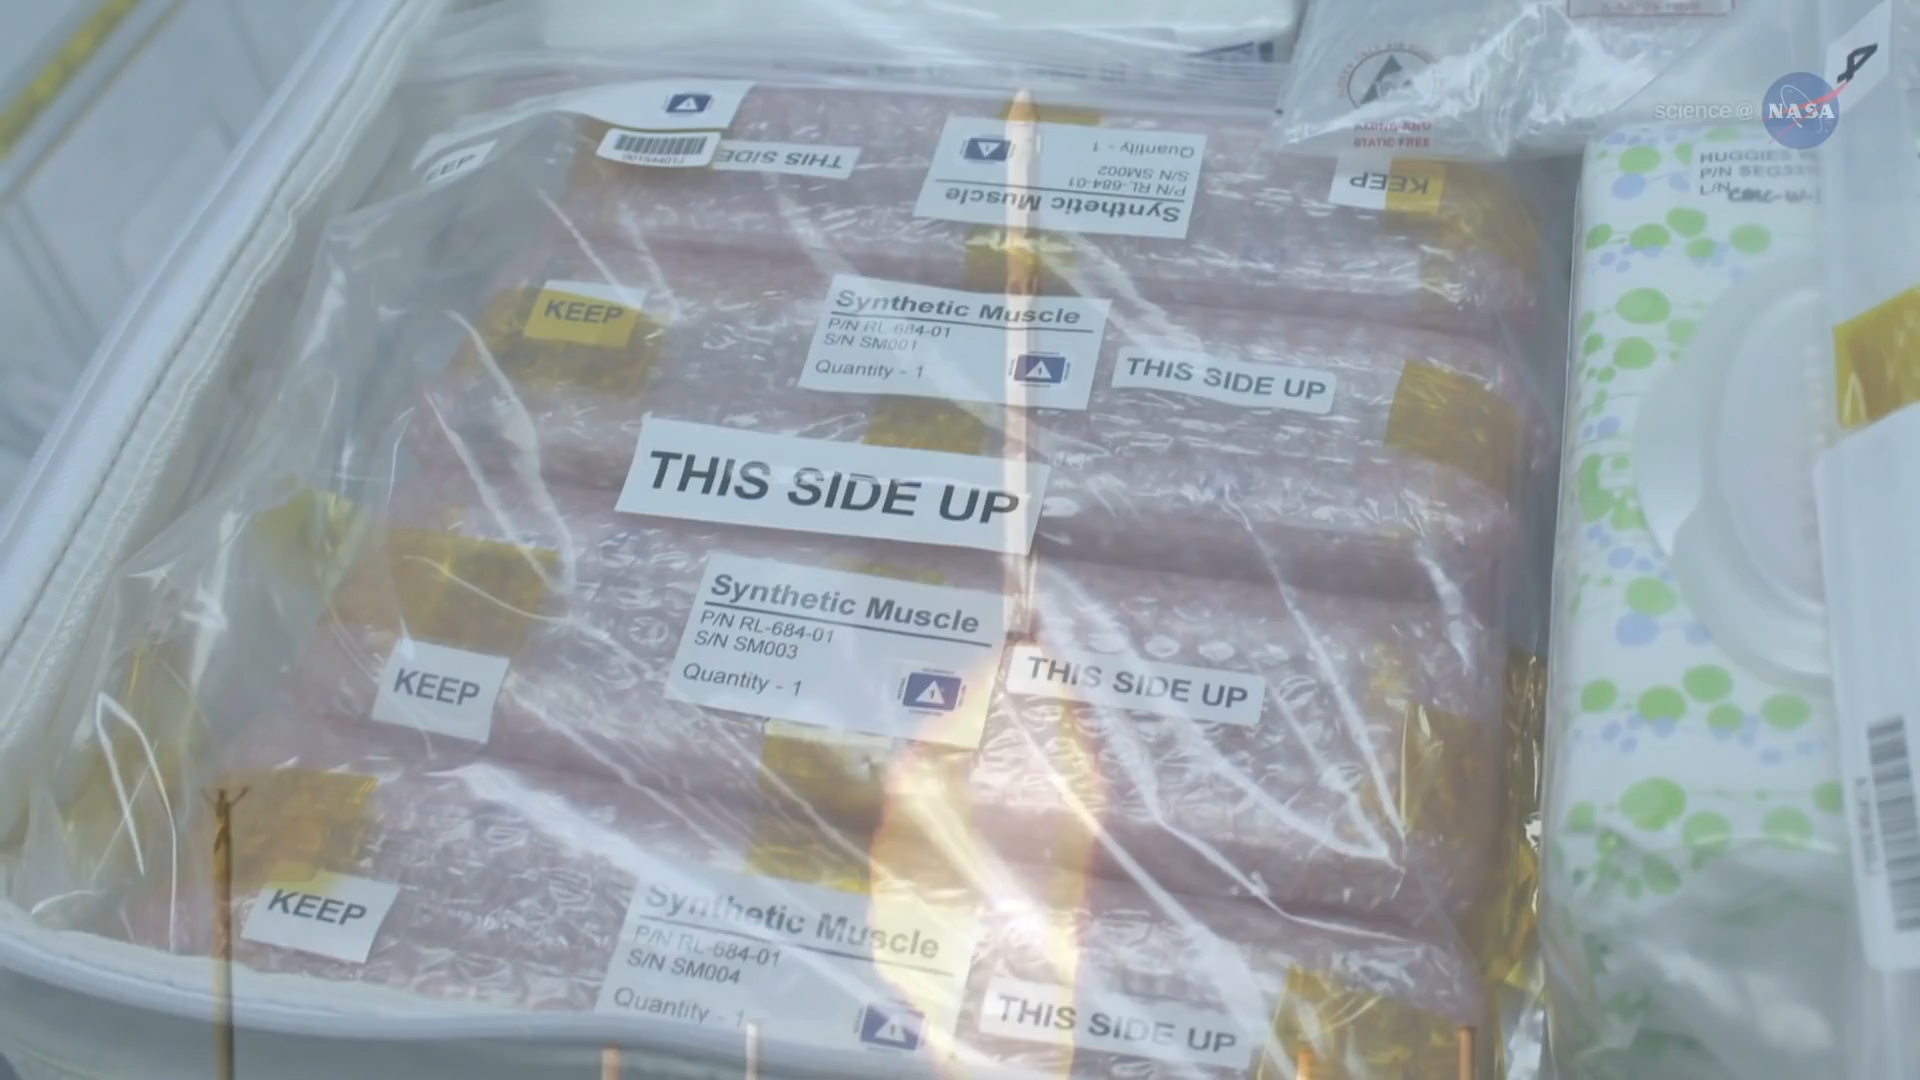 science @ NASA
4
STATIC FREE
KEEP
THIS SIDE
Synthetic Muscle
P/N RL-684-01
S/N SM002
Quantity - 1
KEEP
HUGGIES
KEEP
Synthetic Muscle
P/N RL-684-01
S/N SM001
Quantity - 1
THIS SIDE UP
THIS SIDE UP
Synthetic Muscle
P/N RL-684-01
S/N SM003
Quantity - 1
KEEP
THIS SIDE UP
KEEP
Synthetic Muscle
P/N RL-684-01
S/N SM004
Quantity - 1
THIS SIDE UP